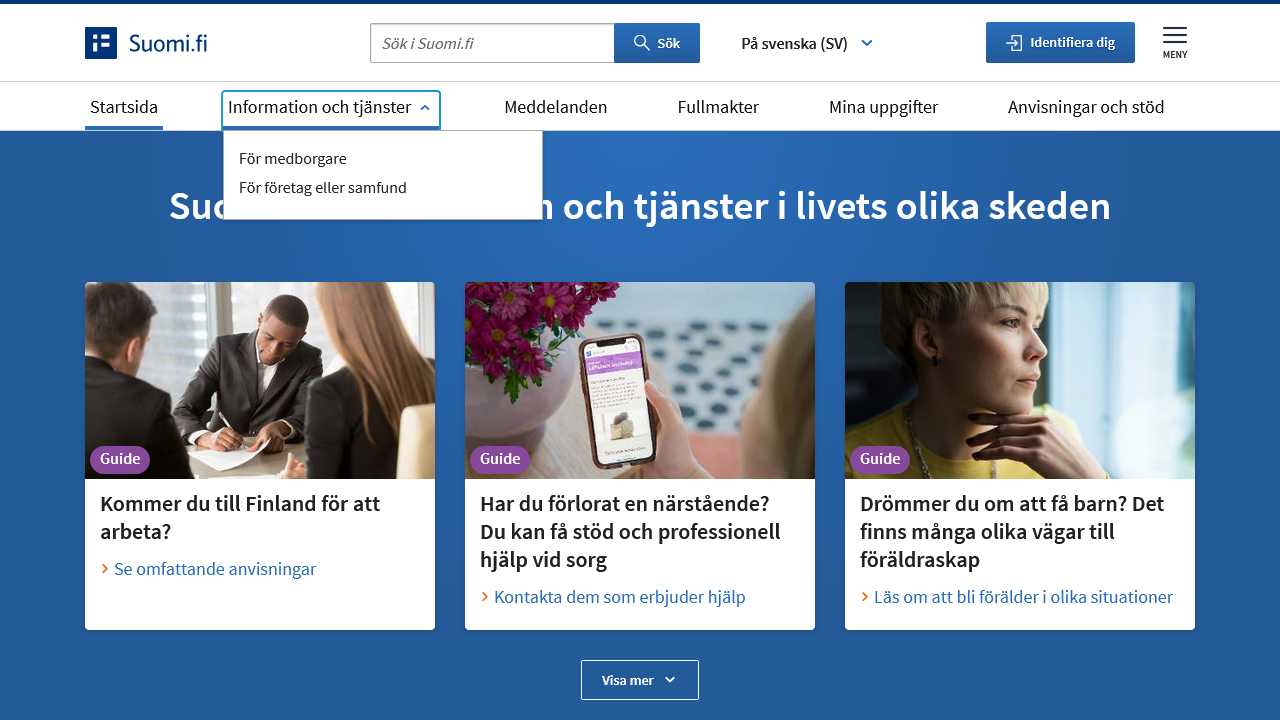 Suomi.fi
Sök i Suomi.fi
Sök
På svenska (SV)
Identifiera dig
MENY
Startsida
Information och tjänster
Meddelanden
Fullmakter
Mina uppgifter
Anvisningar och stöd
För medborgare
För företag eller samfund
och tjänster i livets olika skeden
Guide
Kommer du till Finland för att
arbeta?
Se omfattande anvisningar
Guide
Har du förlorat en närstående?
Du kan få stöd och professionell
hjälp vid sorg
Kontakta dem som erbjuder hjälp
Guide
Drömmer du om att få barn? Det
finns många olika vägar till
föräldraskap
Läs om att bli förälder i olika situationer
Visa mer